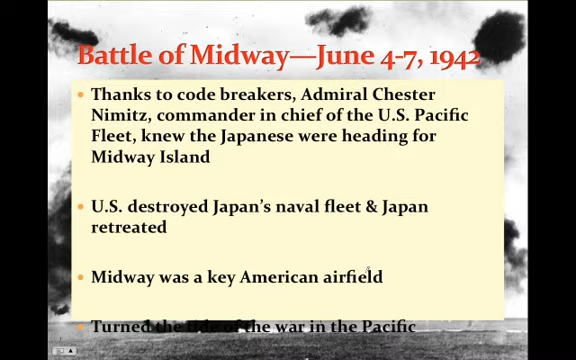 Battle of Midway—June 4-7, 1942
Thanks to code breakers, Admiral Chester
Nimitz, commander in chief of the U.S. Pacific
Fleet, knew the Japanese were heading for
Midway Island
U.S. destroyed Japan's naval fleet & Japan
retreated
Midway was a key American airfield
Turned the tide of the war in the Pacific